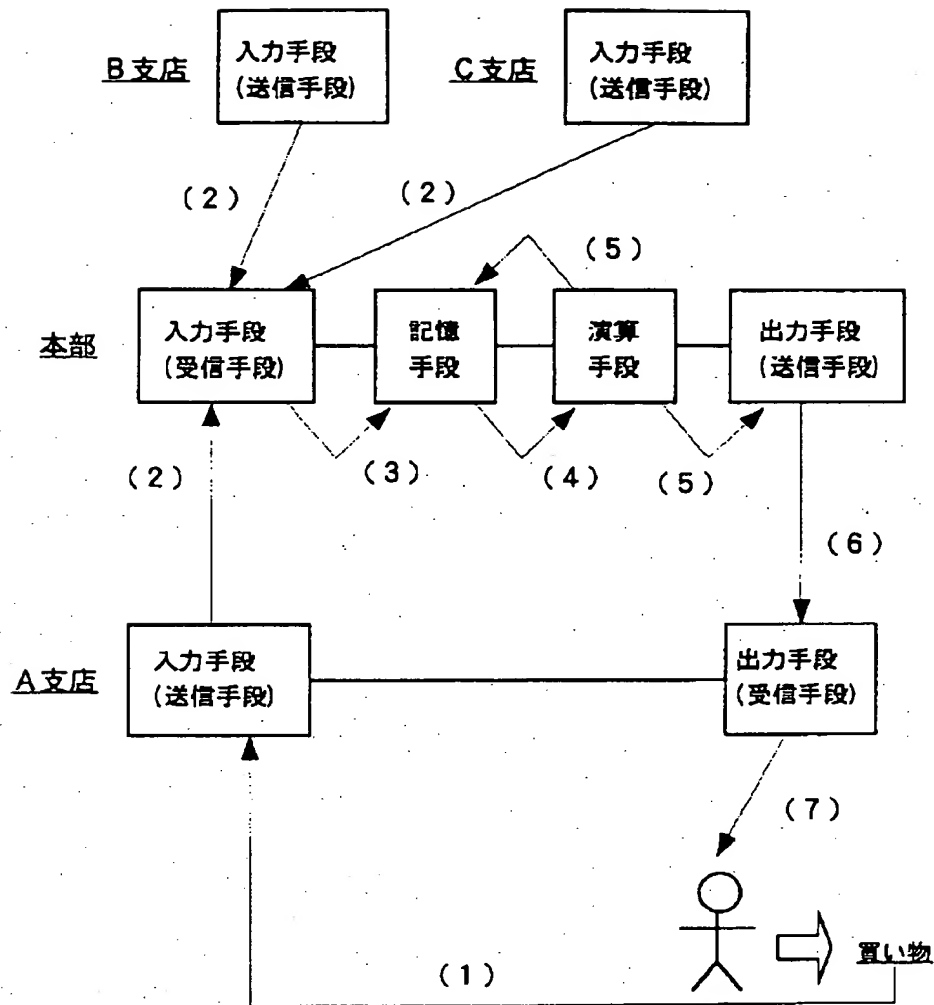 B支店
入力手段
(送信手段)
C支店
入力手段
(送信手段)
(2)
(2)
(5)
本部
入力手段
(受信手段)
記憶
手段
演算
手段
出力手段
(送信手段)
(2)
(3)
(4)
(5)
(6)
A支店
入力手段
(送信手段)
出力手段
(受信手段)
(7)
買い物
(1)